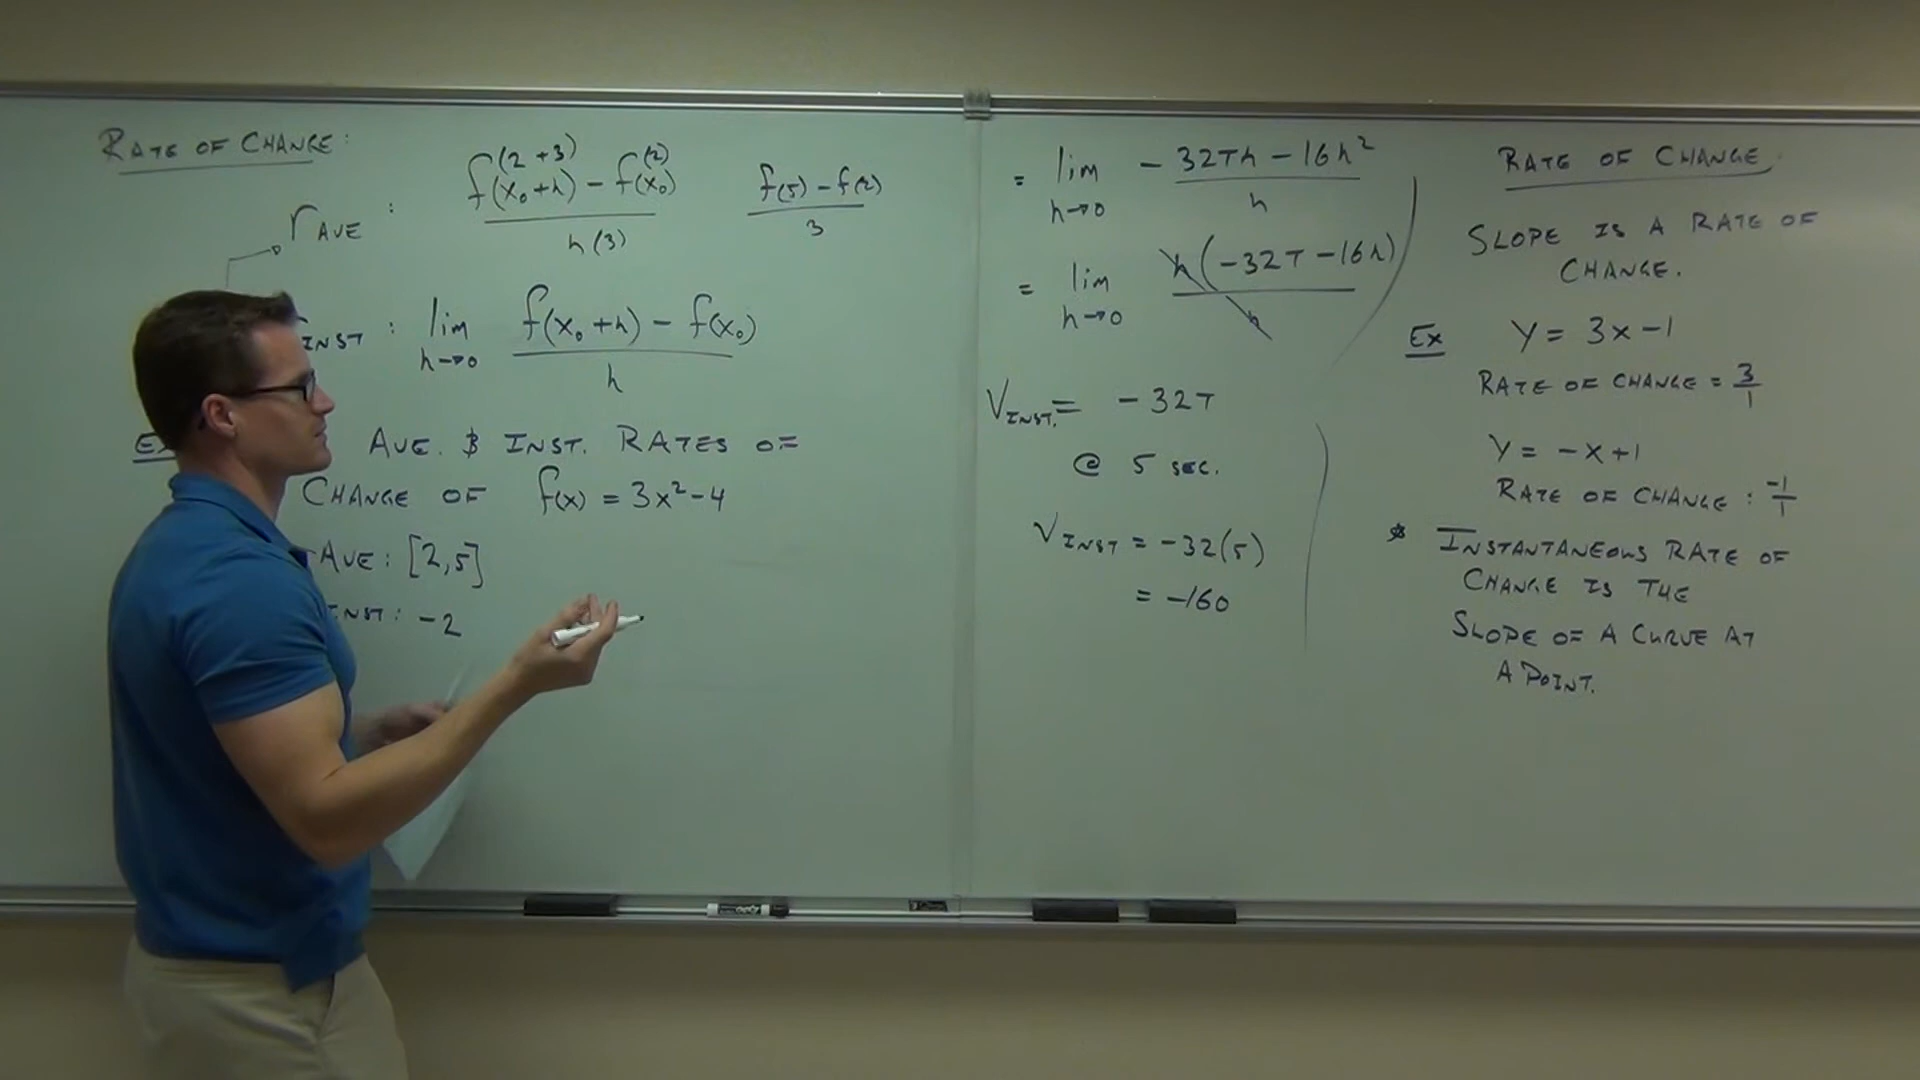 RATE OF CHANGE:
r AVE : f(x₀+h) – f(x₀)
(2+3) (2)
h (3)
f(5) – f(2)
3
INST : lim f(x₀+h) – f(x₀)
h→0 h
AVE. & INST. RATES OF
CHANGE OF f(x) = 3x² – 4
AVE: [2,5]
INST: –2
= lim – 32Th – 16h²
h→0 h
= lim h(–32T – 16h)
h→0 h
V INST. = – 32T
@ 5 SEC.
V INST = –32(5)
= –160
RATE OF CHANGE
SLOPE IS A RATE OF
CHANGE.
Ex Y = 3x – 1
RATE OF CHANGE = 3/1
Y = –x + 1
RATE OF CHANGE : –1/1
* INSTANTANEOUS RATE OF
CHANGE IS THE
SLOPE OF A CURVE AT
A POINT.